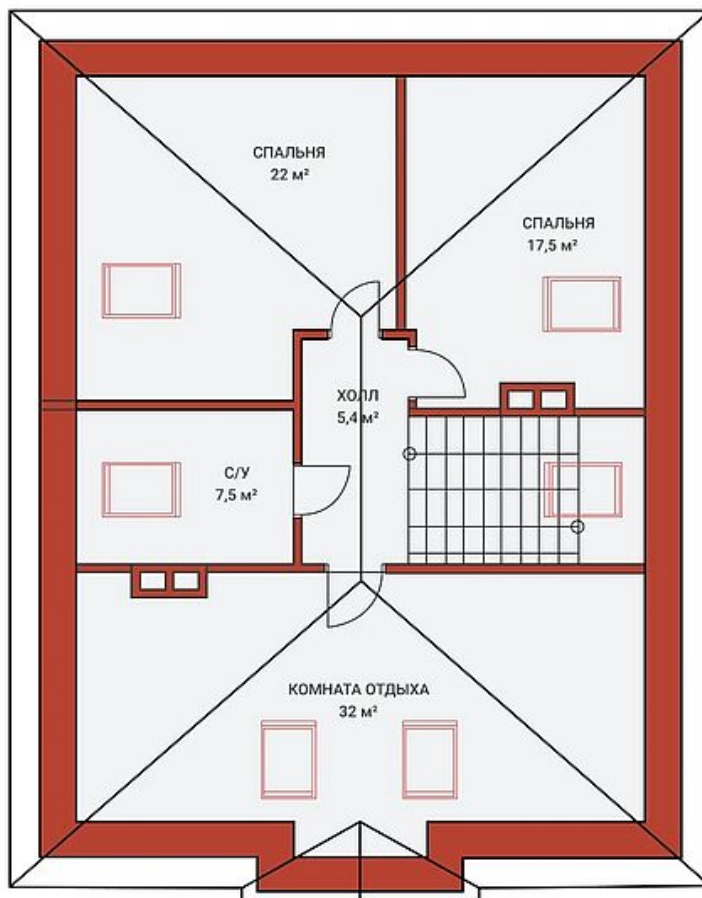 СПАЛЬНЯ
22 м²
СПАЛЬНЯ
17,5 м²
ХОЛЛ
5,4 м²
С/У
7,5 м²
КОМНАТА ОТДЫХА
32 м²